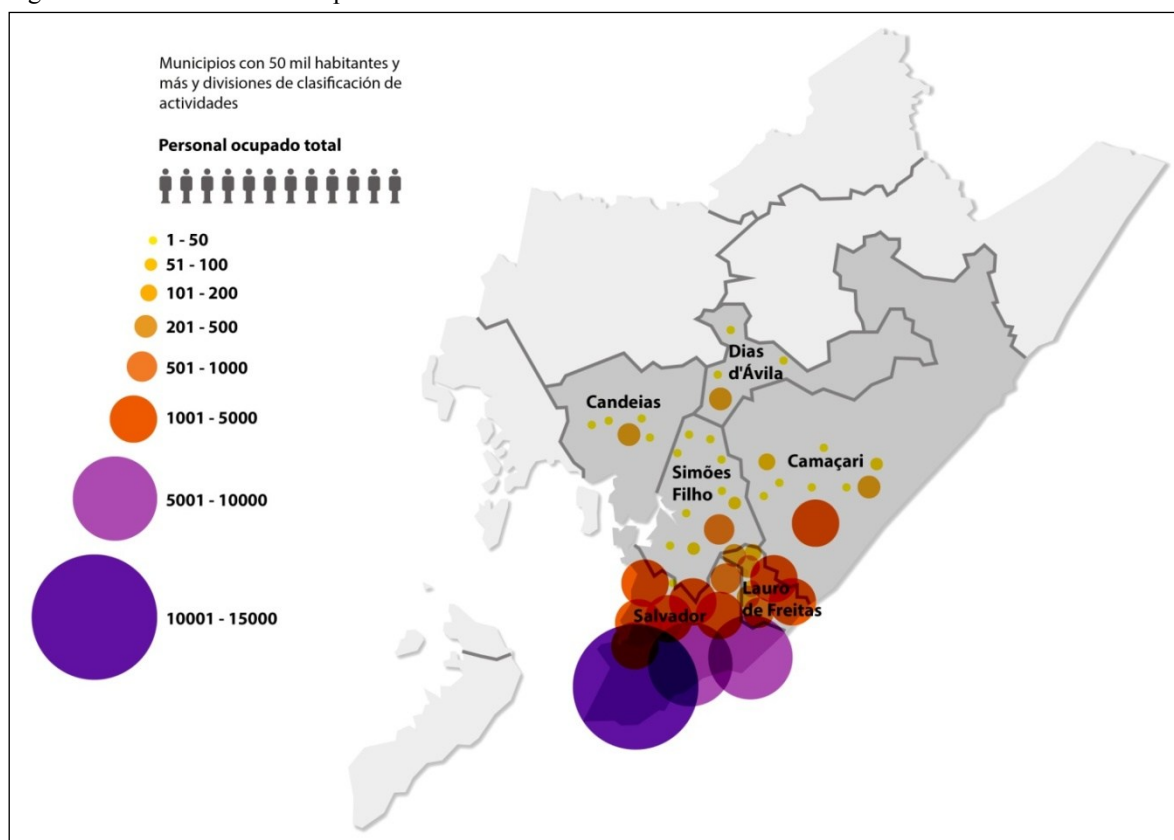 Municipios con 50 mil habitantes y
más y divisiones de clasificación de
actividades
Personal ocupado total
1 - 50
51 - 100
101 - 200
201 - 500
501 - 1000
1001 - 5000
5001 - 10000
10001 - 15000
Dias
d'Ávila
Candeias
Simões
Filho
Camaçari
Lauro
de Freitas
Salvador